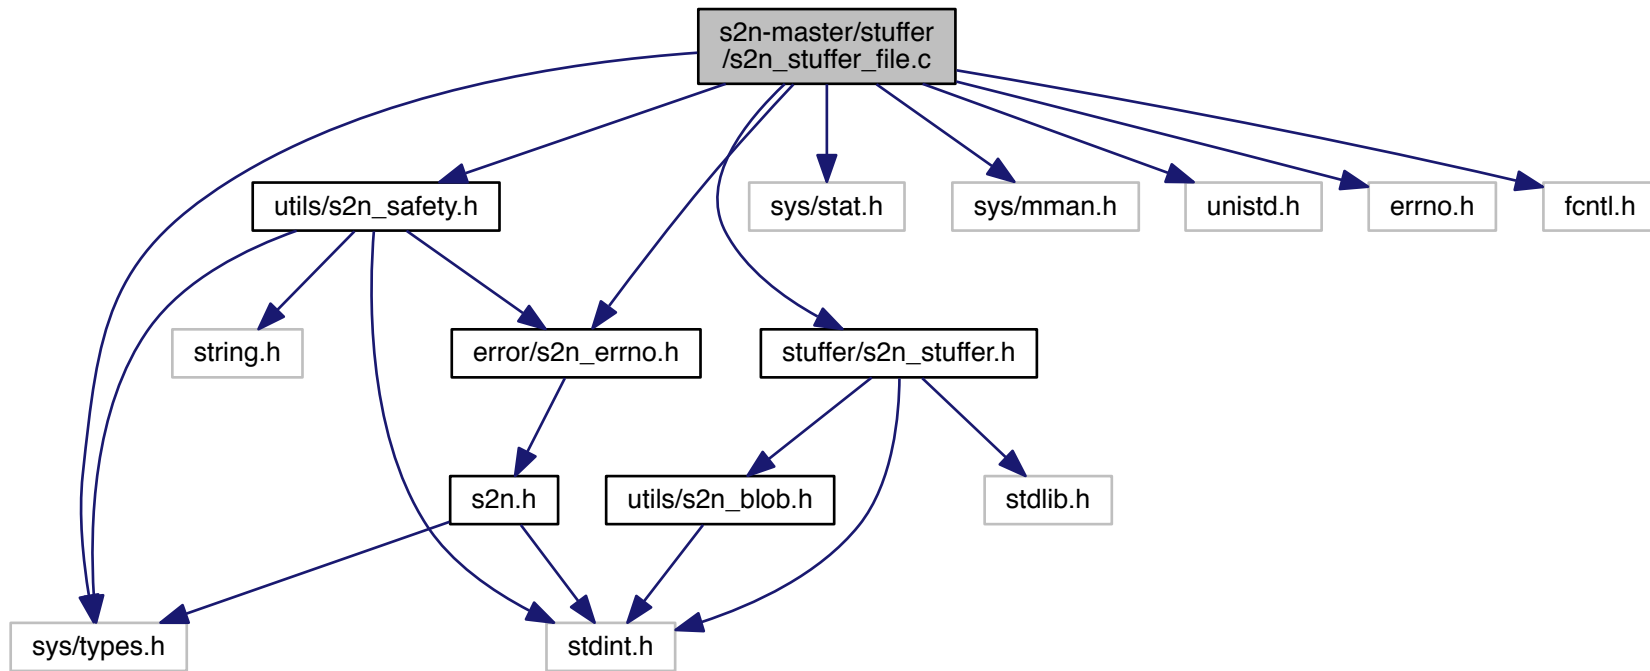 s2n-master/stuffer
/s2n_stuffer_file.c
utils/s2n_safety.h
sys/stat.h
sys/mman.h
unistd.h
errno.h
fcntl.h
string.h
error/s2n_errno.h
stuffer/s2n_stuffer.h
s2n.h
utils/s2n_blob.h
stdlib.h
sys/types.h
stdint.h